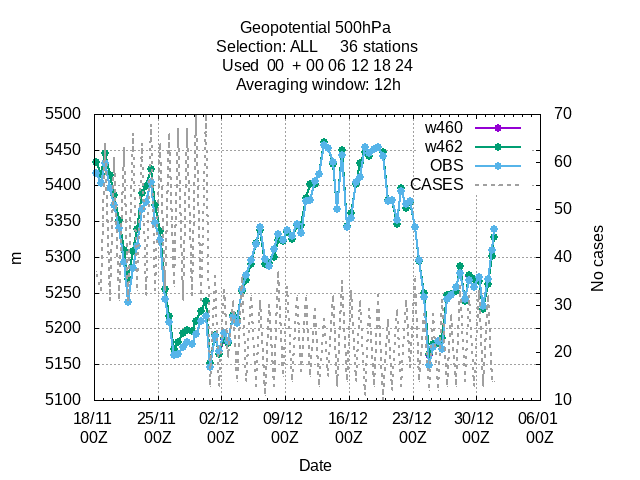 Geopotential 500hPa
Selection: ALL 36 stations
Used 00 + 00 06 12 18 24
Averaging window: 12h
5500
5450
5400
5350
5300
5250
5200
5150
5100
m
70
60
50
40
30
20
10
No cases
w460
w462
OBS
CASES
18/11 25/11 02/12 09/12 16/12 23/12 30/12 06/01
00Z 00Z 00Z 00Z 00Z 00Z 00Z 00Z
Date